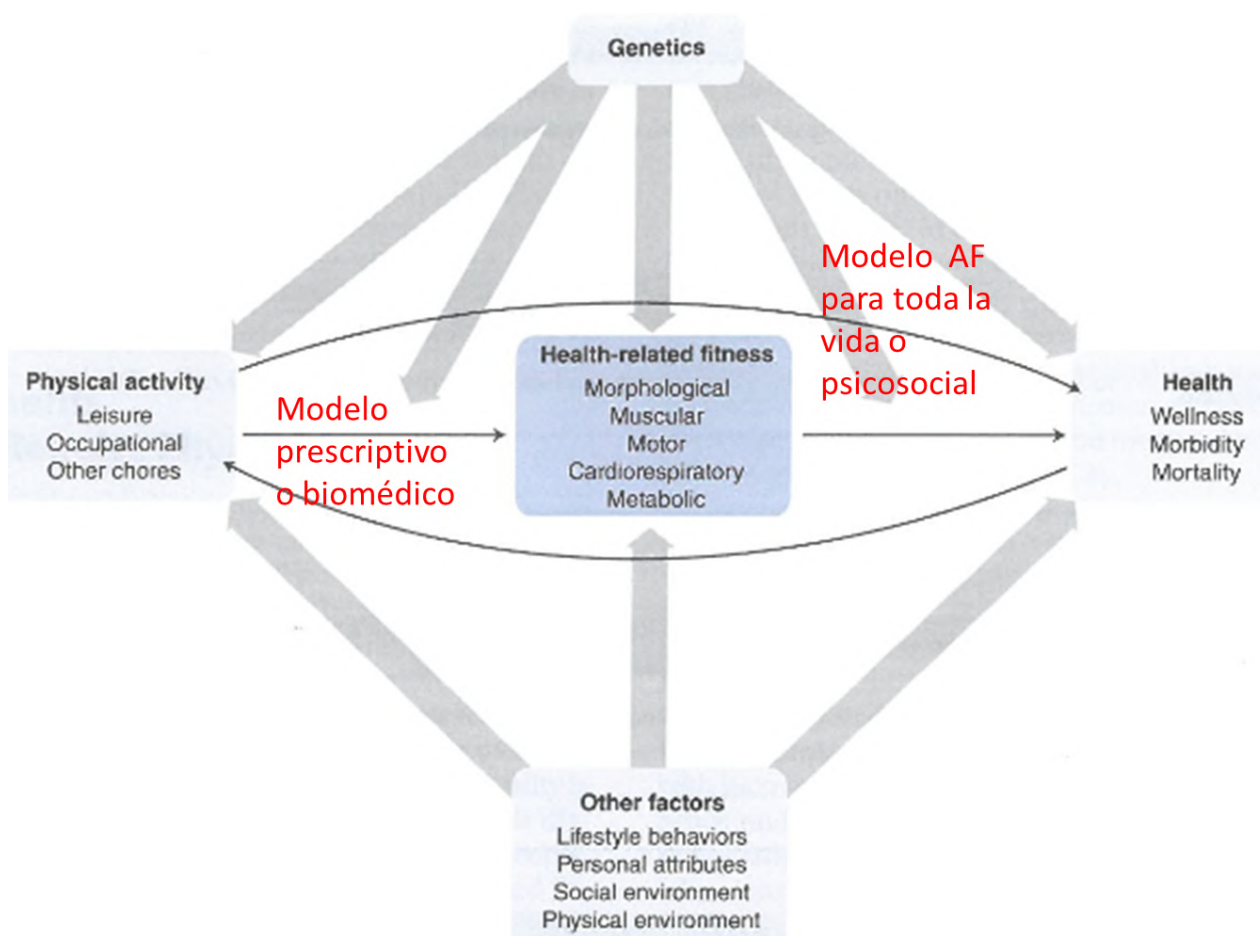 Genetics
Modelo AF
para toda la
vida o
psicosocial
Physical activity
Leisure
Occupational
Other chores
Modelo
prescriptivo
o biomédico
Health-related fitness
Morphological
Muscular
Motor
Cardiorespiratory
Metabolic
Health
Wellness
Morbidity
Mortality
Other factors
Lifestyle behaviors
Personal attributes
Social environment
Physical environment